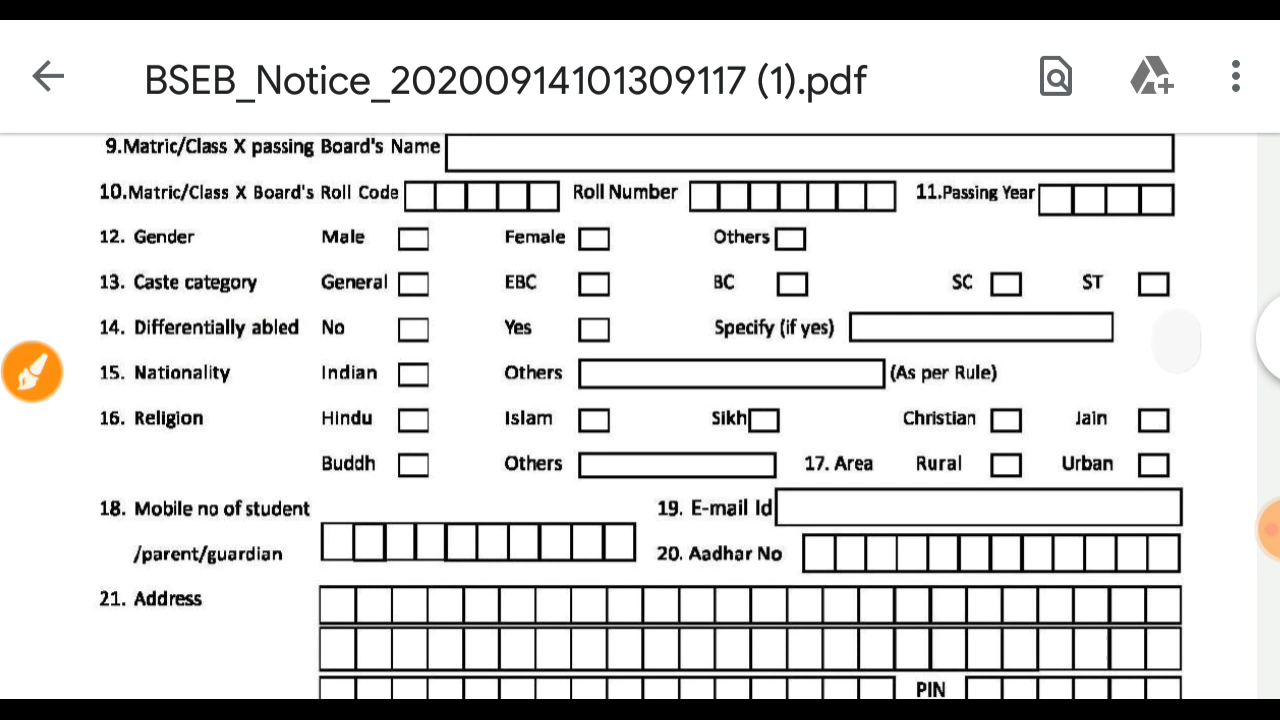 BSEB_Notice_20200914101309117 (1).pdf
9.Matric/Class X passing Board's Name
10.Matric/Class X Board's Roll Code Roll Number 11.Passing Year
12. Gender Male Female Others
13. Caste category General EBC BC SC ST
14. Differentially abled No Yes Specify (if yes)
15. Nationality Indian Others (As per Rule)
16. Religion Hindu Islam Sikh Christian Jain
Buddh Others 17. Area Rural Urban
18. Mobile no of student 19. E-mail Id
/parent/guardian 20. Aadhar No
21. Address
PIN